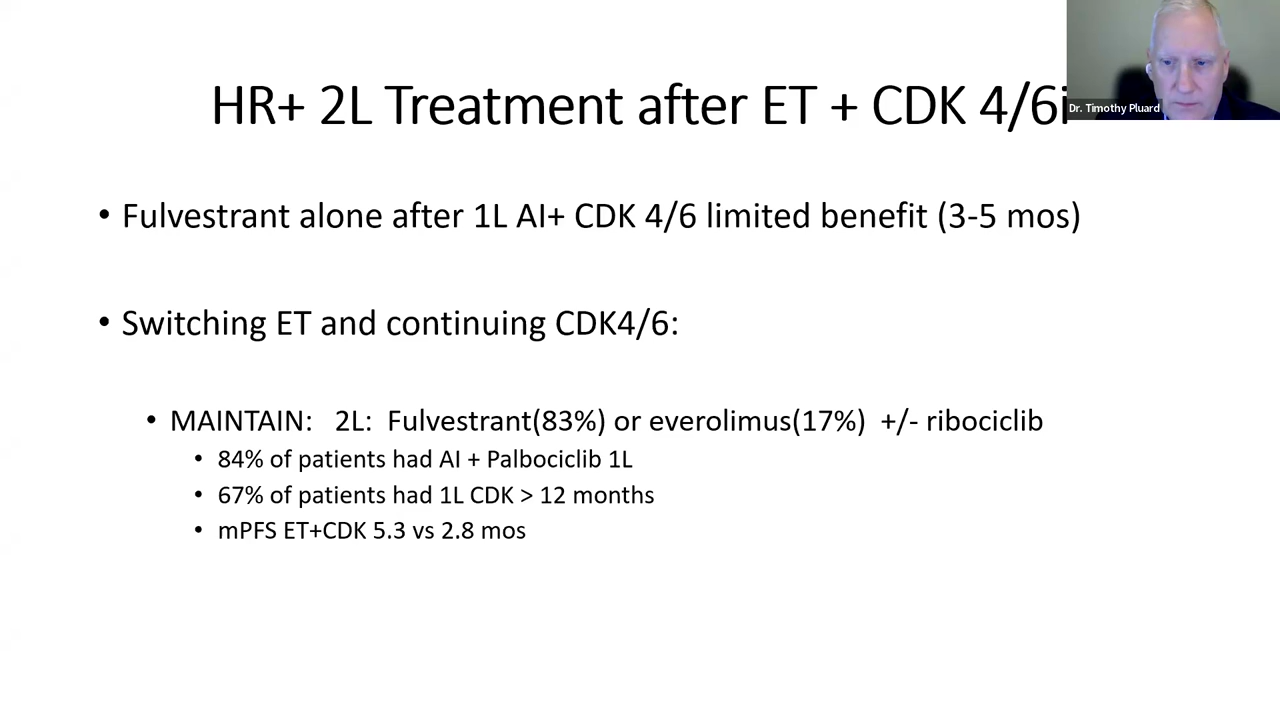 HR+ 2L Treatment after ET + CDK 4/6i
Dr. Timothy Pluard
• Fulvestrant alone after 1L AI+ CDK 4/6 limited benefit (3-5 mos)
• Switching ET and continuing CDK4/6:
• MAINTAIN: 2L: Fulvestrant(83%) or everolimus(17%) +/- ribociclib
• 84% of patients had AI + Palbociclib 1L
• 67% of patients had 1L CDK > 12 months
• mPFS ET+CDK 5.3 vs 2.8 mos